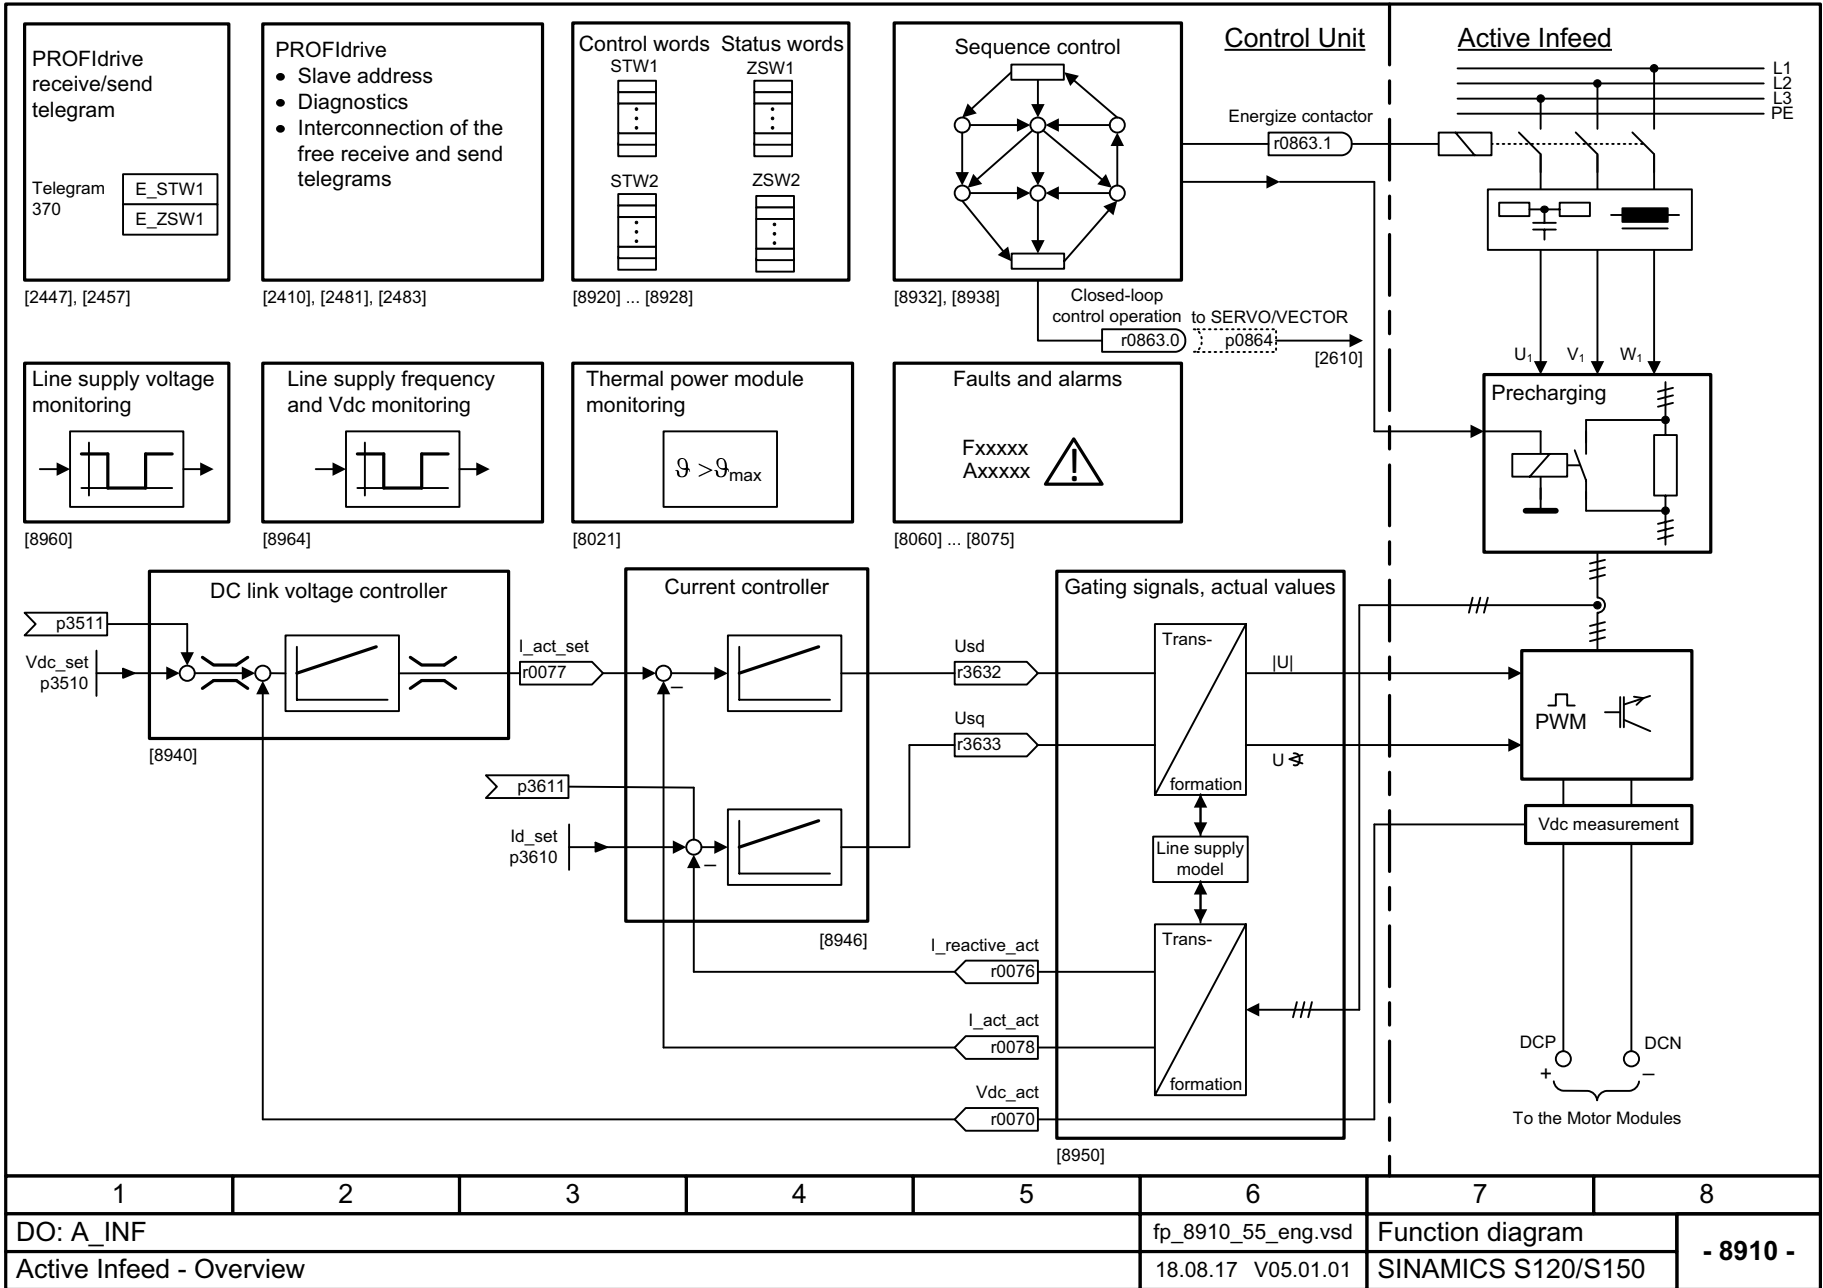 PROFIdrive
receive/send
telegram
Telegram
370
E_STW1
E_ZSW1
[2447], [2457]
PROFIdrive
• Slave address
• Diagnostics
• Interconnection of the
free receive and send
telegrams
[2410], [2481], [2483]
Control words Status words
STW1 ZSW1
STW2 ZSW2
[8920] ... [8928]
Sequence control
[8932], [8938]
Control Unit
Active Infeed
L1
L2
L3
PE
Energize contactor
r0863.1
Closed-loop
control operation
r0863.0
to SERVO/VECTOR
p0864
[2610]
U1 V1 W1
Precharging
Line supply voltage
monitoring
[8960]
Line supply frequency
and Vdc monitoring
[8964]
Thermal power module
monitoring
ϑ >ϑmax
[8021]
Faults and alarms
Fxxxxx
Axxxxx
!
[8060] ... [8075]
DC link voltage controller
p3511
Vdc_set
p3510
[8940]
I_act_set
r0077
Current controller
p3611
Id_set
p3610
–
–
[8946]
Usd
r3632
Usq
r3633
I_reactive_act
r0076
I_act_act
r0078
Vdc_act
r0070
Gating signals, actual values
Trans-
formation
|U|
U ∢
Line supply
model
Trans-
formation
[8950]
PWM
Vdc measurement
DCP
+
DCN
–
To the Motor Modules
1 2 3 4 5 6 7 8
DO: A_INF
fp_8910_55_eng.vsd
Function diagram
- 8910 -
Active Infeed - Overview
18.08.17 V05.01.01
SINAMICS S120/S150